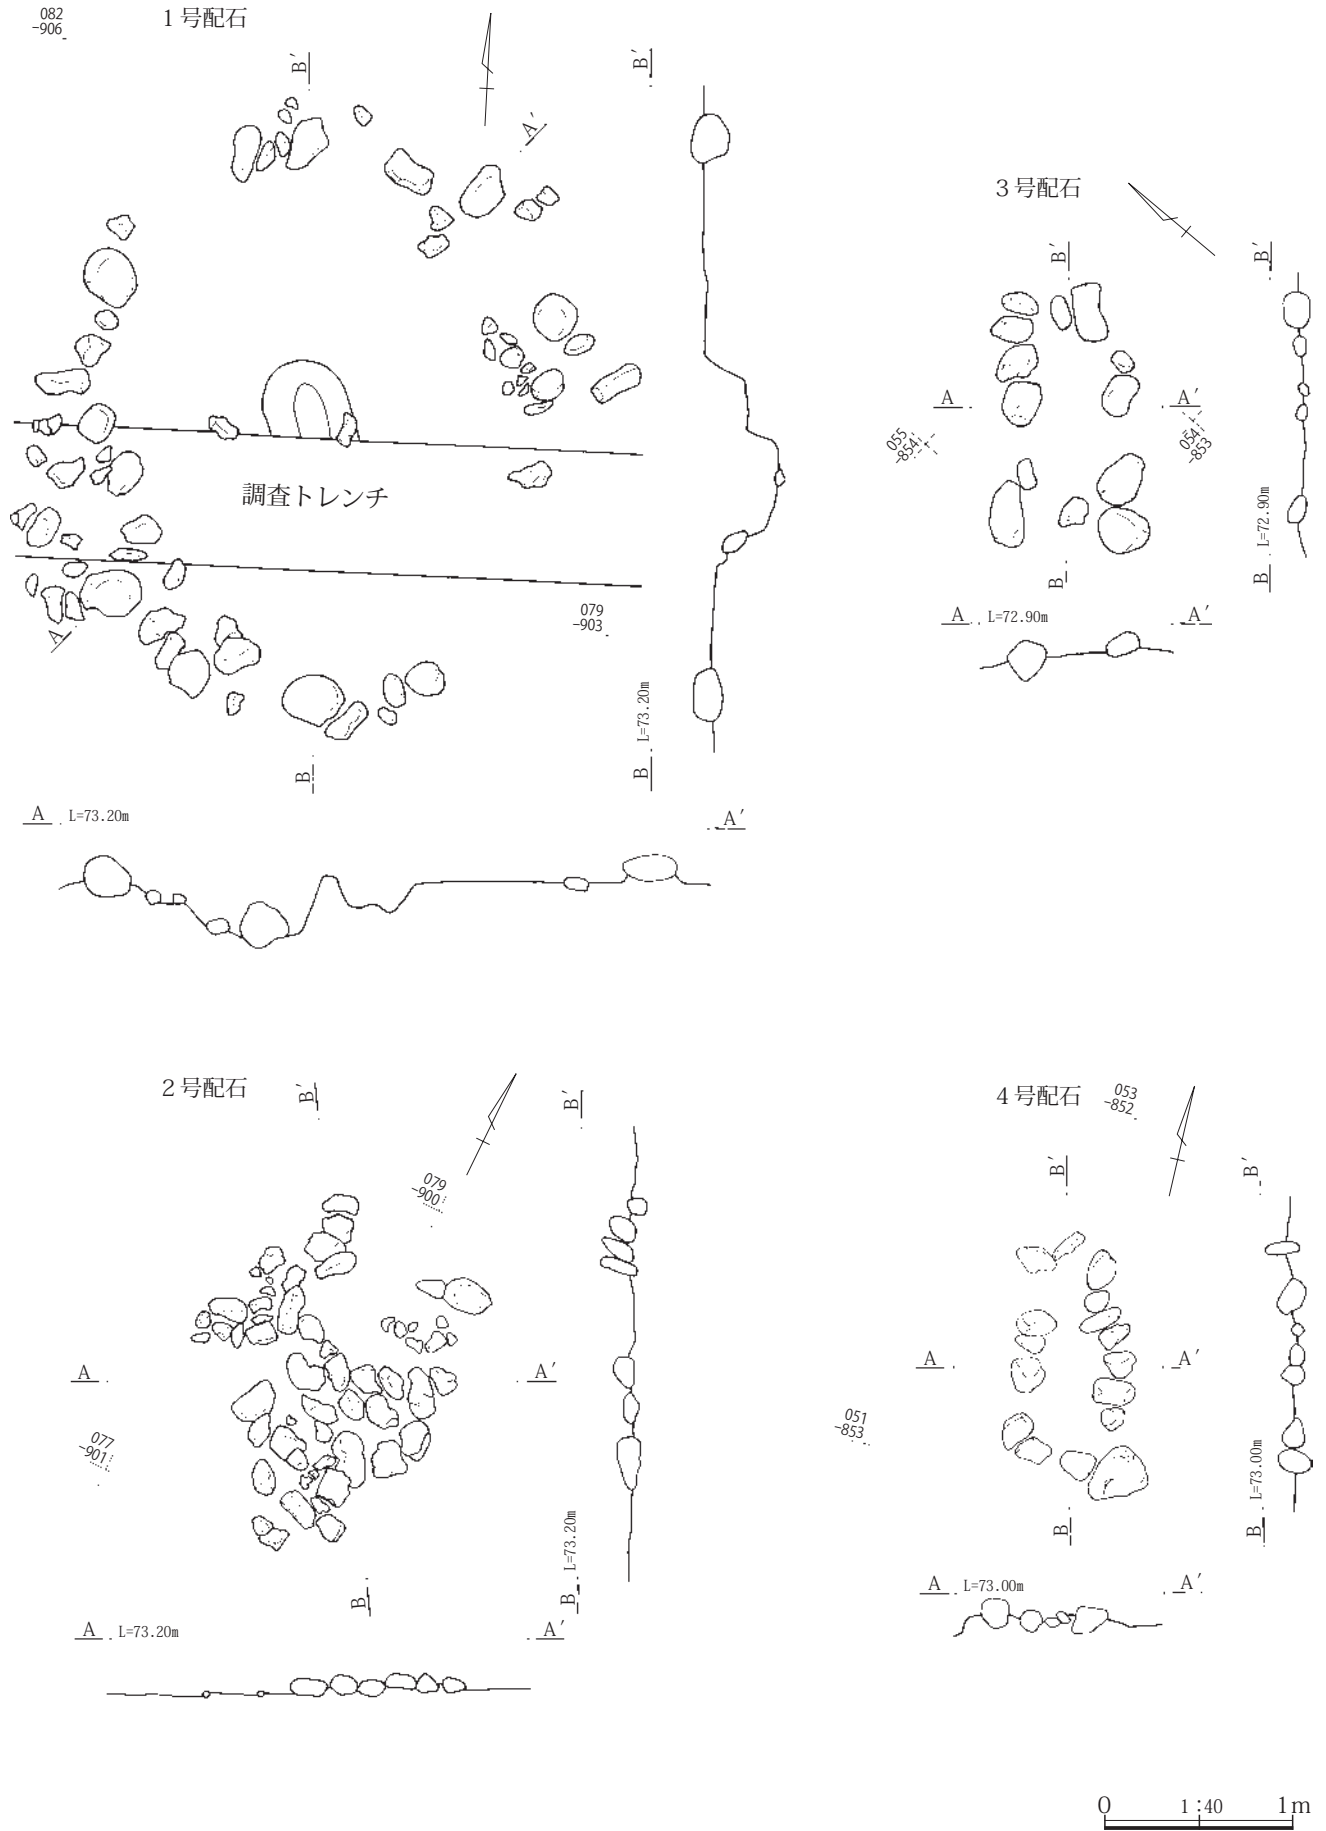 082
-906
1号配石
B′
A′
B′
調査トレンチ
079
-903
A
B
B L=73.20m
A L=73.20m A′
3号配石
B′
B′
A A′
055
-854
054
-853
B
B L=72.90m
A L=72.90m A′
2号配石
B′
B′
079
-900
A A′
077
-901
B
B L=73.20m
A L=73.20m A′
4号配石
053
-852
B′
B′
A A′
051
-853
B
B L=73.00m
A L=73.00m A′
0 1:40 1m